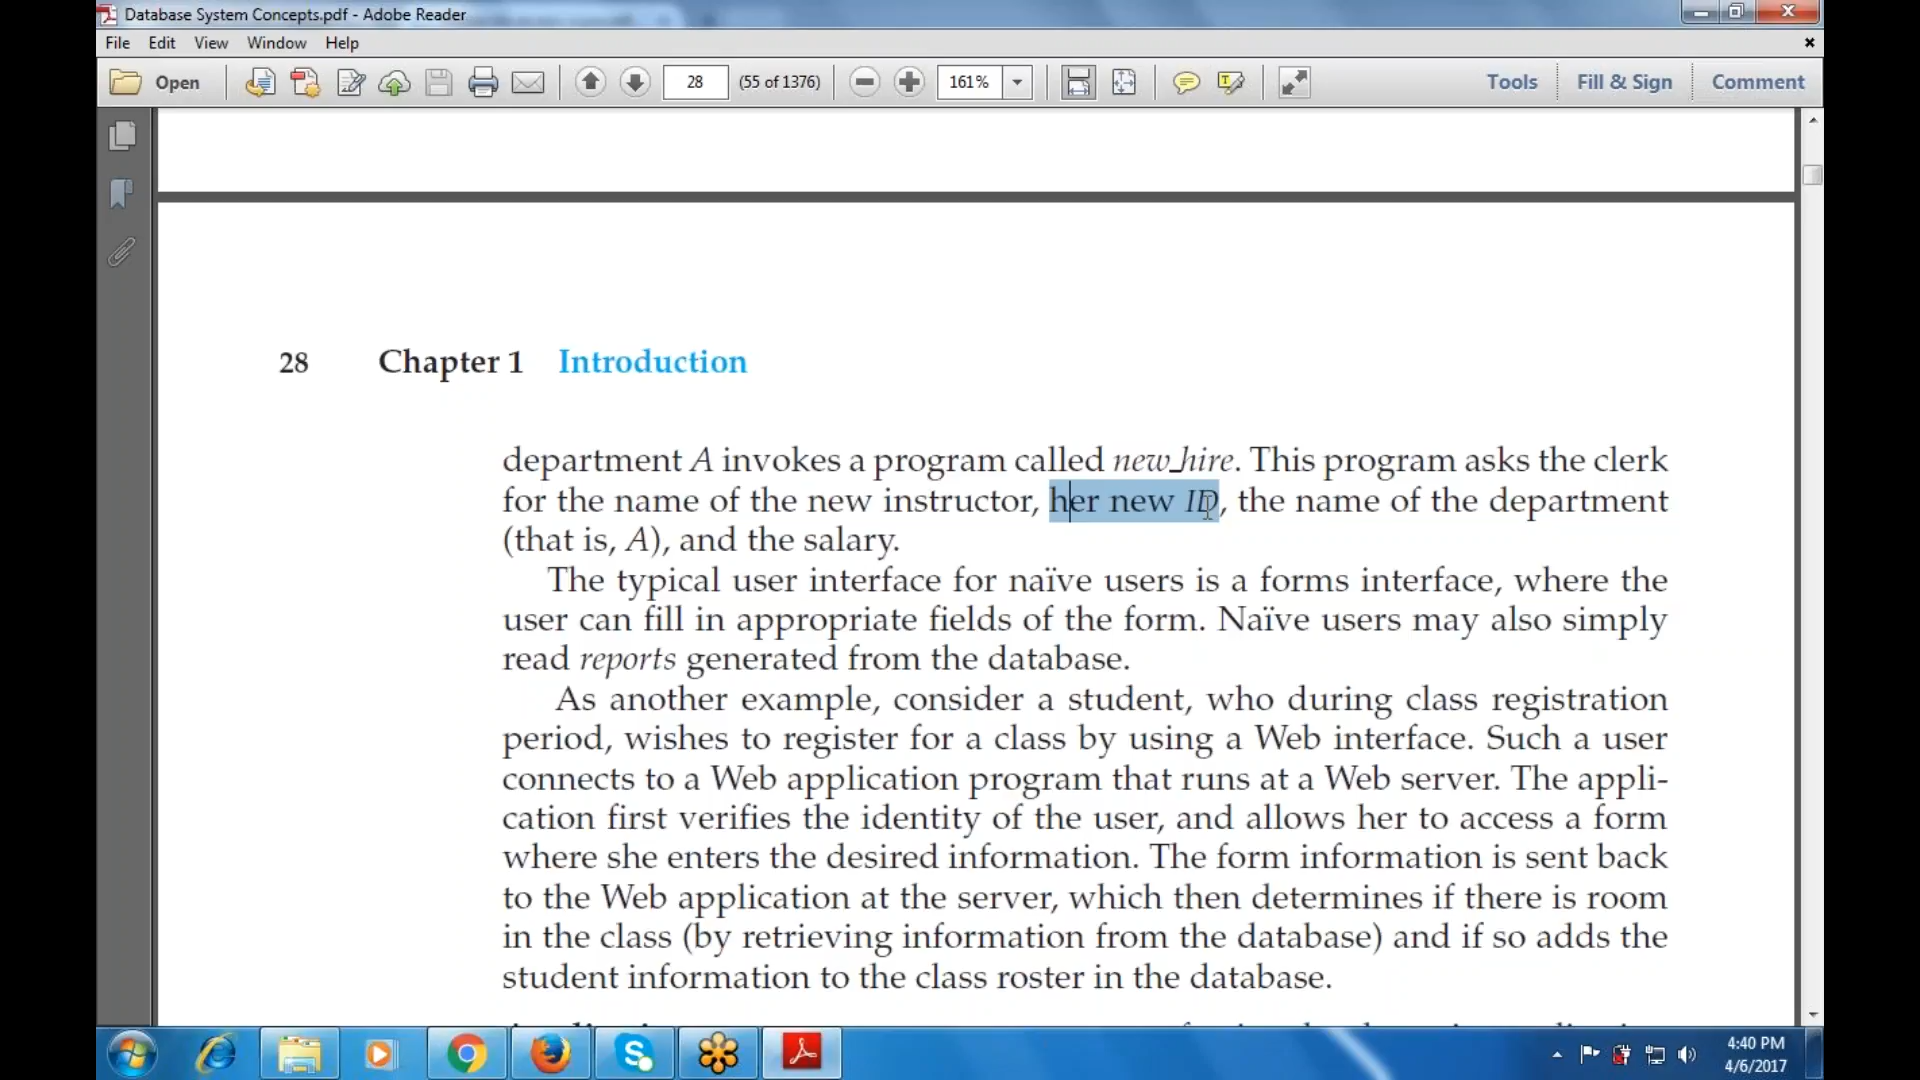 Database System Concepts.pdf - Adobe Reader
File Edit View Window Help
Open 28 (55 of 1376) 161% Tools Fill & Sign Comment
28 Chapter 1 Introduction
department A invokes a program called new_hire. This program asks the clerk
for the name of the new instructor, her new ID, the name of the department
(that is, A), and the salary.
The typical user interface for naïve users is a forms interface, where the
user can fill in appropriate fields of the form. Naïve users may also simply
read reports generated from the database.
As another example, consider a student, who during class registration
period, wishes to register for a class by using a Web interface. Such a user
connects to a Web application program that runs at a Web server. The appli-
cation first verifies the identity of the user, and allows her to access a form
where she enters the desired information. The form information is sent back
to the Web application at the server, which then determines if there is room
in the class (by retrieving information from the database) and if so adds the
student information to the class roster in the database.
4:40 PM
4/6/2017